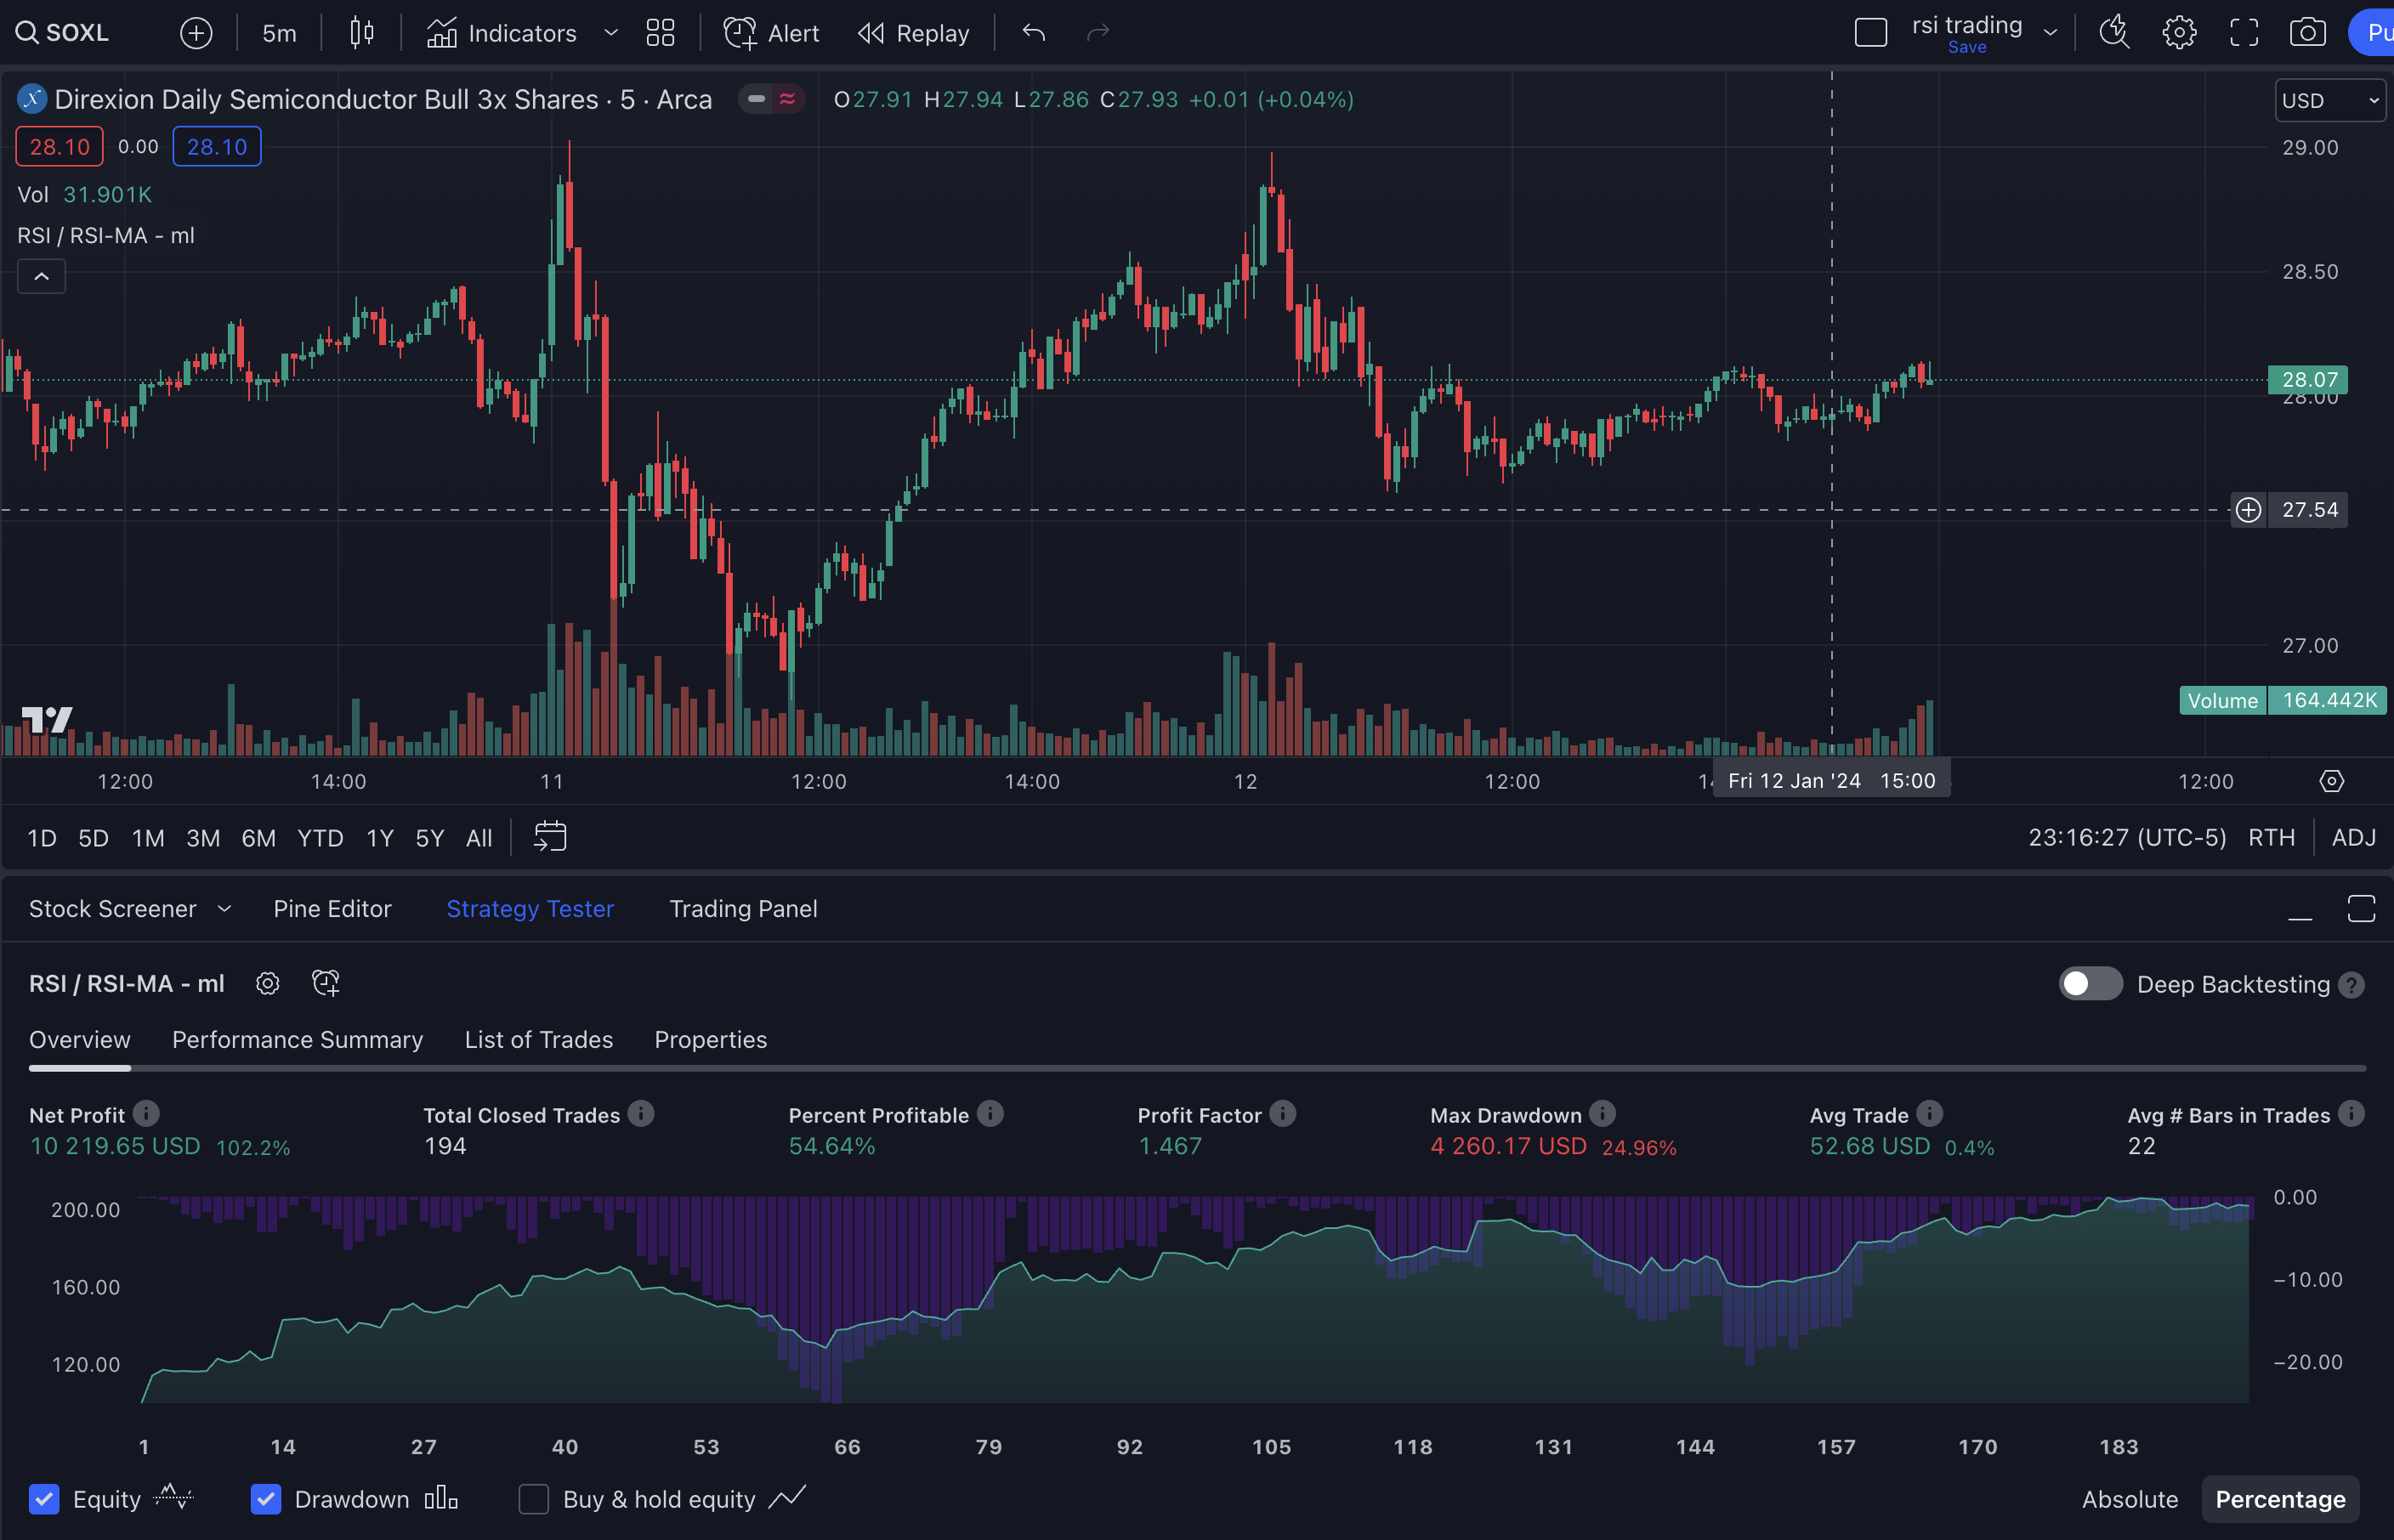 SOXL 5m Indicators Alert Replay rsi trading Save
Direxion Daily Semiconductor Bull 3x Shares · 5 · Arca O27.91 H27.94 L27.86 C27.93 +0.01 (+0.04%) USD
28.10 0.00 28.10
Vol 31.901K
RSI / RSI-MA - ml
29.00
28.50
28.07
28.00
27.54
27.00
Volume 164.442K
12:00 14:00 11 12:00 14:00 12 12:00 Fri 12 Jan '24 15:00 12:00
1D 5D 1M 3M 6M YTD 1Y 5Y All 23:16:27 (UTC-5) RTH ADJ
Stock Screener Pine Editor Strategy Tester Trading Panel
RSI / RSI-MA - ml Deep Backtesting ?
Overview Performance Summary List of Trades Properties
Net Profit Total Closed Trades Percent Profitable Profit Factor Max Drawdown Avg Trade Avg # Bars in Trades
10 219.65 USD 102.2% 194 54.64% 1.467 4 260.17 USD 24.96% 52.68 USD 0.4% 22
200.00 0.00
160.00 −10.00
120.00 −20.00
1 14 27 40 53 66 79 92 105 118 131 144 157 170 183
Equity Drawdown Buy & hold equity Absolute Percentage